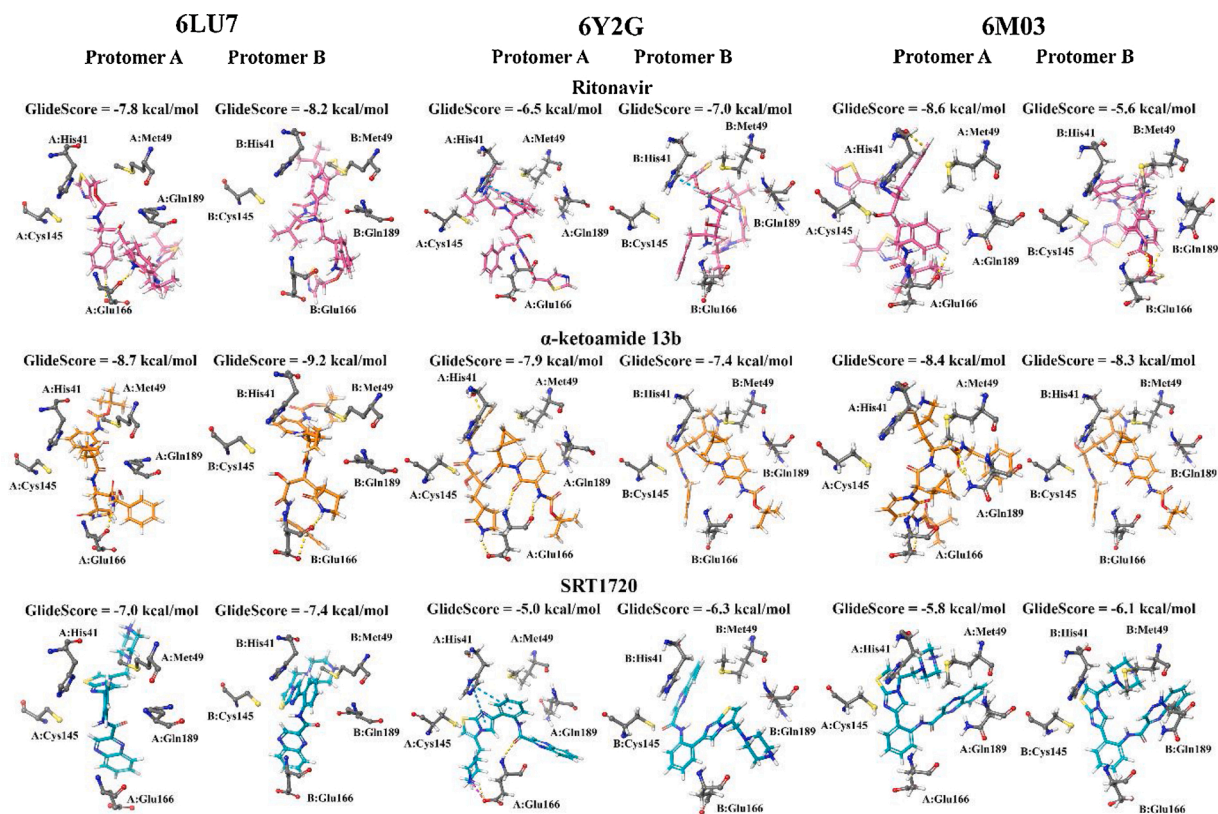 6LU7 6Y2G 6M03
Protomer A Protomer B Protomer A Protomer B Protomer A Protomer B
Ritonavir
GlideScore = -7.8 kcal/mol GlideScore = -8.2 kcal/mol GlideScore = -6.5 kcal/mol GlideScore = -7.0 kcal/mol GlideScore = -8.6 kcal/mol GlideScore = -5.6 kcal/mol
A:His41 A:Met49 B:His41 B:Met49 A:His41 A:Met49 B:His41 B:Met49 A:His41 A:Met49 B:His41 B:Met49
A:Cys145 A:Gln189 B:Cys145 B:Gln189 A:Cys145 A:Gln189 B:Cys145 B:Gln189 A:Cys145 A:Gln189 B:Cys145 B:Gln189
A:Glu166 B:Glu166 A:Glu166 B:Glu166 A:Glu166 B:Glu166
α-ketoamide 13b
GlideScore = -8.7 kcal/mol GlideScore = -9.2 kcal/mol GlideScore = -7.9 kcal/mol GlideScore = -7.4 kcal/mol GlideScore = -8.4 kcal/mol GlideScore = -8.3 kcal/mol
A:His41 A:Met49 B:His41 B:Met49 A:His41 A:Met49 B:His41 B:Met49 A:His41 A:Met49 B:His41 B:Met49
A:Cys145 A:Gln189 B:Cys145 B:Gln189 A:Cys145 A:Gln189 B:Cys145 B:Gln189 A:Cys145 A:Gln189 B:Cys145 B:Gln189
A:Glu166 B:Glu166 A:Glu166 B:Glu166 A:Glu166 B:Glu166
SRT1720
GlideScore = -7.0 kcal/mol GlideScore = -7.4 kcal/mol GlideScore = -5.0 kcal/mol GlideScore = -6.3 kcal/mol GlideScore = -5.8 kcal/mol GlideScore = -6.1 kcal/mol
A:His41 A:Met49 B:His41 B:Met49 A:His41 A:Met49 B:His41 B:Met49 A:His41 A:Met49 B:His41 B:Met49
A:Cys145 A:Gln189 B:Cys145 B:Gln189 A:Cys145 A:Gln189 B:Cys145 B:Gln189 A:Cys145 A:Gln189 B:Cys145 B:Gln189
A:Glu166 B:Glu166 A:Glu166 B:Glu166 A:Glu166 B:Glu166